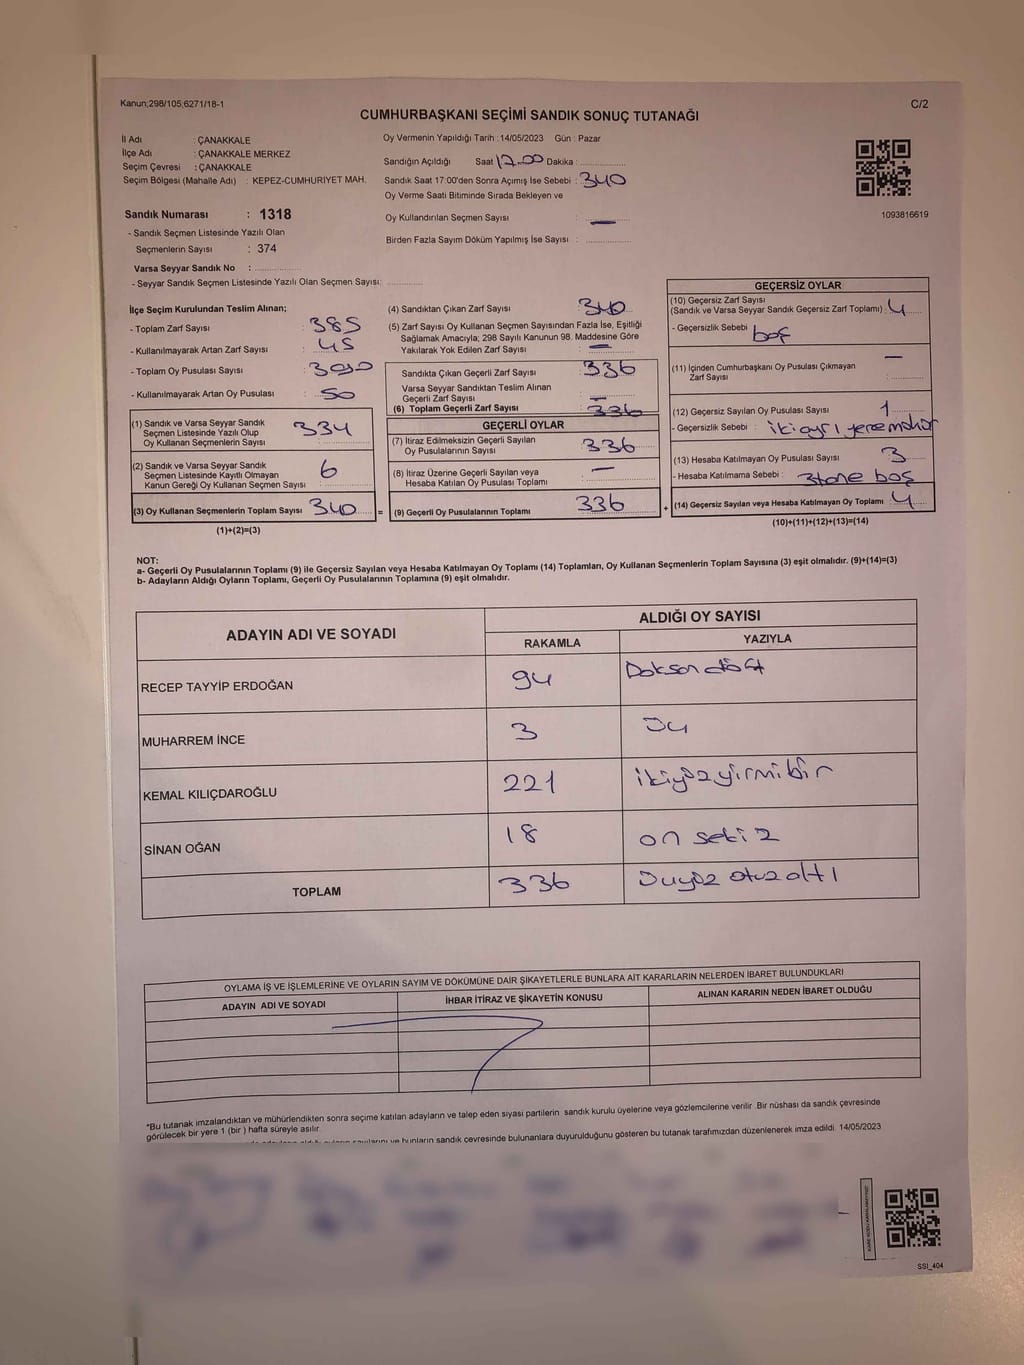 Kanun;298/105;6271/18-1
C/2
CUMHURBAŞKANI SEÇİMİ SANDIK SONUÇ TUTANAĞI
İl Adı : ÇANAKKALE
İlçe Adı : ÇANAKKALE MERKEZ
Seçim Çevresi : ÇANAKKALE
Seçim Bölgesi (Mahalle Adı) : KEPEZ-CUMHURİYET MAH.
Sandık Numarası : 1318
- Sandık Seçmen Listesinde Yazılı Olan
Seçmenlerin Sayısı : 374
Varsa Seyyar Sandık No :
- Seyyar Sandık Seçmen Listesinde Yazılı Olan Seçmen Sayısı:
Oy Vermenin Yapıldığı Tarih : 14/05/2023 Gün : Pazar
Sandığın Açıldığı Saat 17.00 Dakika :
Sandık Saat 17:00'den Sonra Açımış İse Sebebi : 340
Oy Verme Saati Bitiminde Sırada Bekleyen ve
Oy Kullandırılan Seçmen Sayısı : —
Birden Fazla Sayım Döküm Yapılmış İse Sayısı :
1093816619
İlçe Seçim Kurulundan Teslim Alınan;
- Toplam Zarf Sayısı : 385
- Kullanılmayarak Artan Zarf Sayısı : 45
- Toplam Oy Pusulası Sayısı :
- Kullanılmayarak Artan Oy Pusulası : 50
(1) Sandık ve Varsa Seyyar Sandık
Seçmen Listesinde Yazılı Olup
Oy Kullanan Seçmenlerin Sayısı 334
(2) Sandık ve Varsa Seyyar Sandık
Seçmen Listesinde Kayıtlı Olmayan
Kanun Gereği Oy Kullanan Seçmen Sayısı 6
(3) Oy Kullanan Seçmenlerin Toplam Sayısı 340 =
(1)+(2)=(3)
(4) Sandıktan Çıkan Zarf Sayısı 340
(5) Zarf Sayısı Oy Kullanan Seçmen Sayısından Fazla İse, Eşitliği
Sağlamak Amacıyla; 298 Sayılı Kanunun 98. Maddesine Göre
Yakılarak Yok Edilen Zarf Sayısı : —
Sandıkta Çıkan Geçerli Zarf Sayısı : 336
Varsa Seyyar Sandıktan Teslim Alınan
Geçerli Zarf Sayısı : —
(6) Toplam Geçerli Zarf Sayısı 336
GEÇERLİ OYLAR
(7) İtiraz Edilmeksizin Geçerli Sayılan
Oy Pusulalarının Sayısı 336
(8) İtiraz Üzerine Geçerli Sayılan veya
Hesaba Katılan Oy Pusulası Toplamı —
(9) Geçerli Oy Pusulalarının Toplamı 336 +
GEÇERSİZ OYLAR
(10) Geçersiz Zarf Sayısı
(Sandık ve Varsa Seyyar Sandık Geçersiz Zarf Toplamı) : 4
- Geçersizlik Sebebi : boş
(11) İçinden Cumhurbaşkanı Oy Pusulası Çıkmayan
Zarf Sayısı : —
(12) Geçersiz Sayılan Oy Pusulası Sayısı 1
- Geçersizlik Sebebi : iki ayrı yere mühür
(13) Hesaba Katılmayan Oy Pusulası Sayısı 3
- Hesaba Katılmama Sebebi : 3 tane boş
(14) Geçersiz Sayılan veya Hesaba Katılmayan Oy Toplamı 4
(10)+(11)+(12)+(13)=(14)
NOT:
a- Geçerli Oy Pusulalarının Toplamı (9) ile Geçersiz Sayılan veya Hesaba Katılmayan Oy Toplamı (14) Toplamları, Oy Kullanan Seçmenlerin Toplam Sayısına (3) eşit olmalıdır. (9)+(14)=(3)
b- Adayların Aldığı Oyların Toplamı, Geçerli Oy Pusulalarının Toplamına (9) eşit olmalıdır.
ADAYIN ADI VE SOYADI
ALDIĞI OY SAYISI
RAKAMLA YAZIYLA
RECEP TAYYİP ERDOĞAN 94 Doksan dört
MUHARREM İNCE 3
KEMAL KILIÇDAROĞLU 221 ikiyüzyirmibir
SİNAN OĞAN 18 on sekiz
TOPLAM 336 otuz altı
OYLAMA İŞ VE İŞLEMLERİNE VE OYLARIN SAYIM VE DÖKÜMÜNE DAİR ŞİKAYETLERLE BUNLARA AİT KARARLARIN NELERDEN İBARET BULUNDUKLARI
ADAYIN ADI VE SOYADI İHBAR İTİRAZ VE ŞİKAYETİN KONUSU ALINAN KARARIN NEDEN İBARET OLDUĞU
*Bu tutanak imzalandıktan ve mühürlendikten sonra seçime katılan adayların ve talep eden siyasi partilerin sandık kurulu üyelerine veya gözlemcilerine verilir. Bir nüshası da sandık çevresinde
görülecek bir yere 1 (bir) hafta süreyle asılır.
ve bunların sandık çevresinde bulunanlara duyurulduğunu gösteren bu tutanak tarafımızdan düzenlenerek imza edildi. 14/05/2023
SSI_404